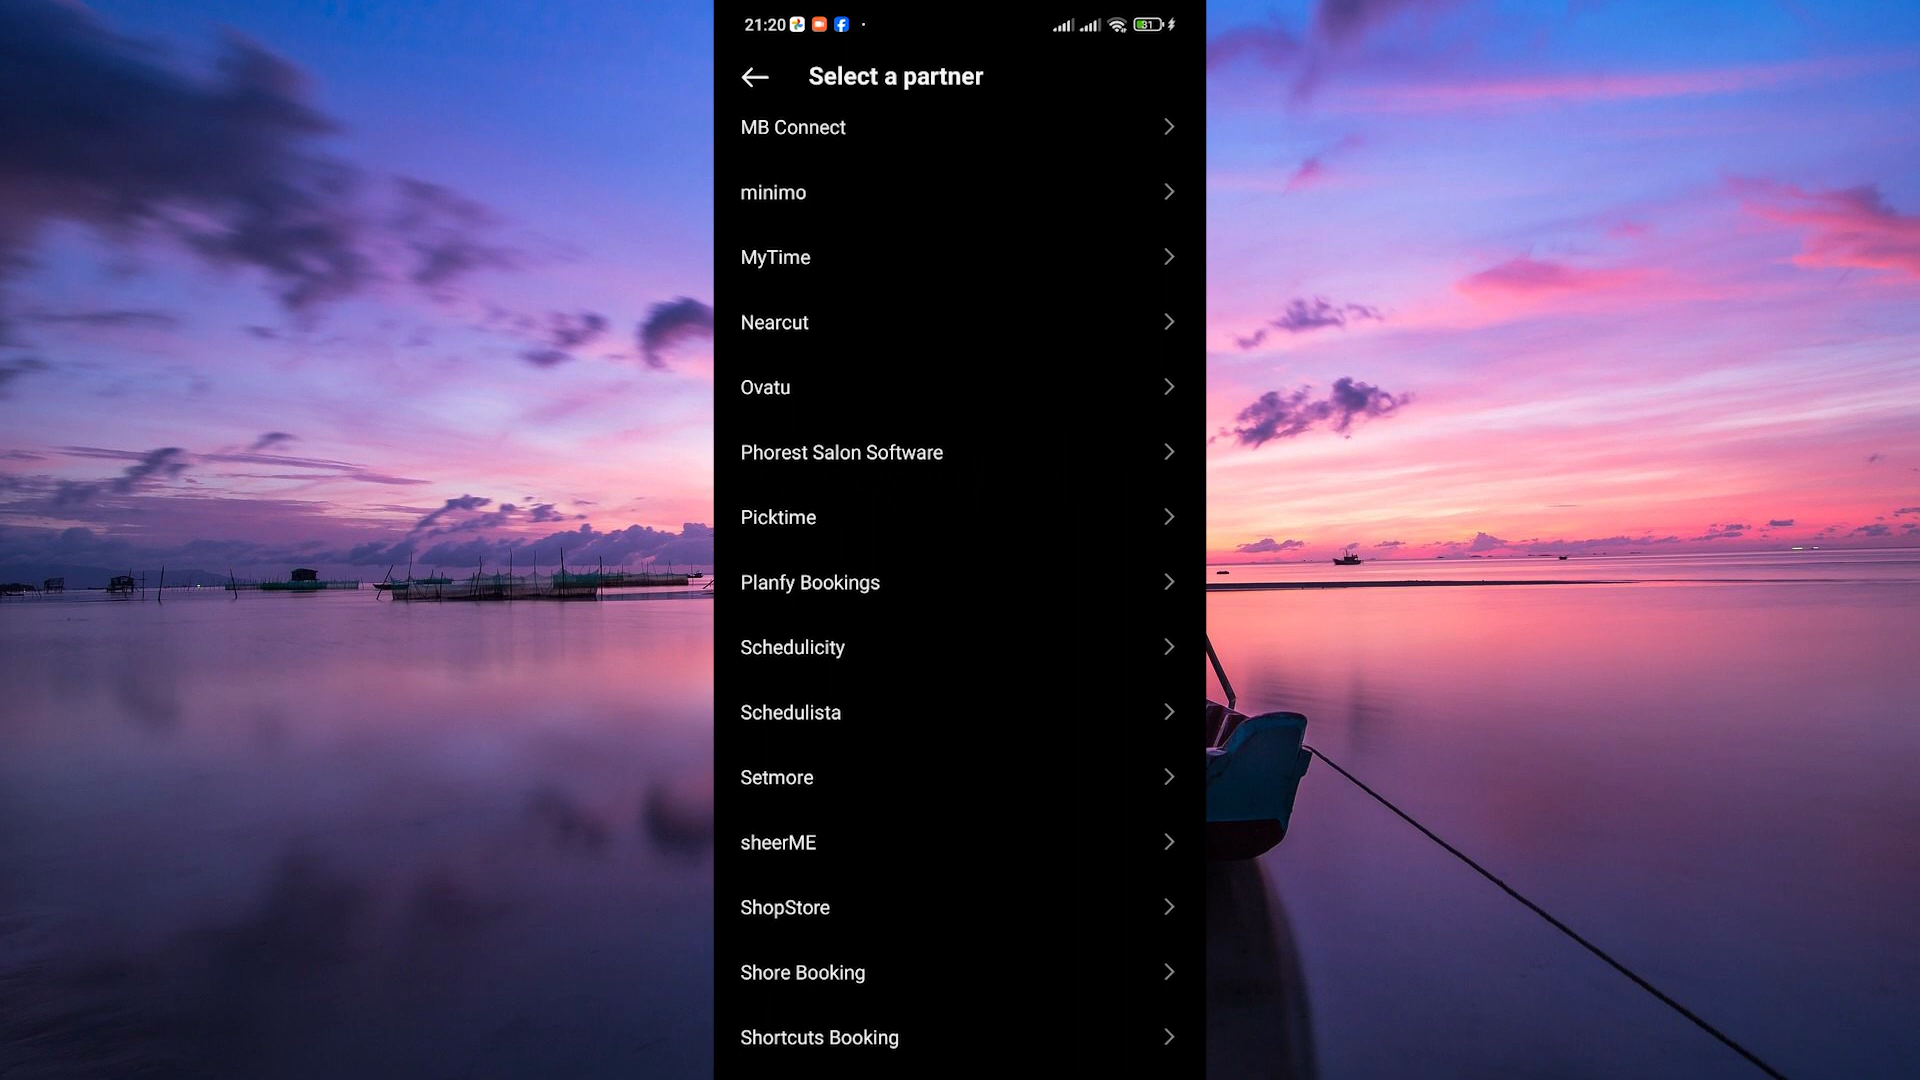 21:20
31
Select a partner
MB Connect
minimo
MyTime
Nearcut
Ovatu
Phorest Salon Software
Picktime
Planfy Bookings
Schedulicity
Schedulista
Setmore
sheerME
ShopStore
Shore Booking
Shortcuts Booking